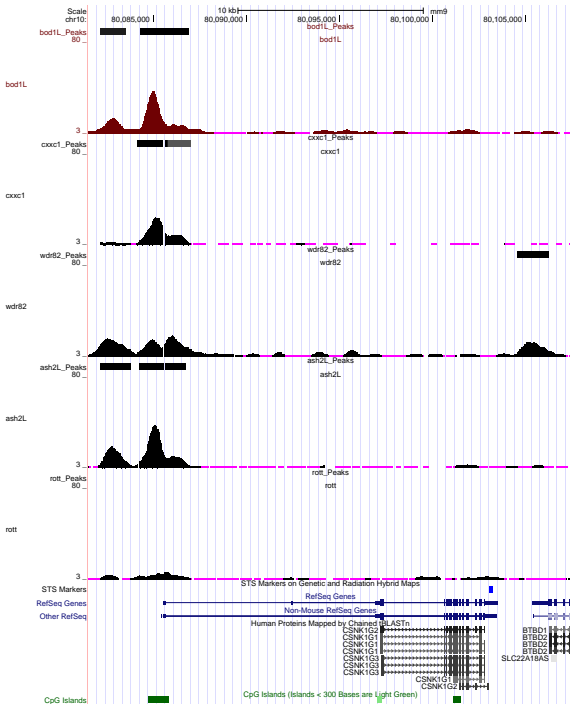 Scale 10 kb mm9
chr10: 80,085,000 80,090,000 80,095,000 80,100,000 80,105,000
bod1L_Peaks
bod1L_Peaks
80 _ bod1L
bod1L
3 _
cxxc1_Peaks
cxxc1_Peaks
80 _ cxxc1
cxxc1
3 _
wdr82_Peaks
wdr82_Peaks
80 _ wdr82
wdr82
3 _
ash2L_Peaks
ash2L_Peaks
80 _ ash2L
ash2L
3 _
rott_Peaks
rott_Peaks
80 _ rott
rott
3 _
STS Markers on Genetic and Radiation Hybrid Maps
STS Markers
RefSeq Genes
RefSeq Genes
Non-Mouse RefSeq Genes
Other RefSeq
Human Proteins Mapped by Chained tBLASTn
CSNK1G2 BTBD1
CSNK1G1 BTBD2
CSNK1G1 BTBD2
CSNK1G1 BTBD2
CSNK1G3 SLC22A18AS
CSNK1G3
CSNK1G3
CSNK1G1
CSNK1G2
CpG Islands (Islands < 300 Bases are Light Green)
CpG Islands